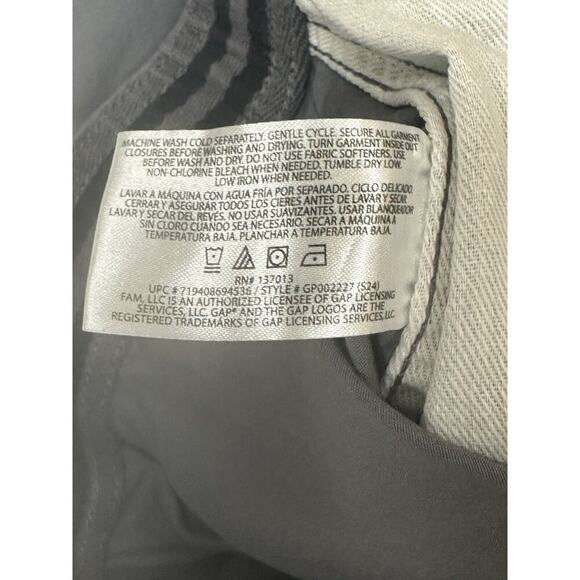 MACHINE WASH COLD SEPARATELY. GENTLE CYCLE. SECURE ALL GARMENT
CLOSURES BEFORE WASHING AND DRYING. TURN GARMENT INSIDE OUT
BEFORE WASH AND DRY. DO NOT USE FABRIC SOFTENERS. USE
NON-CHLORINE BLEACH WHEN NEEDED. TUMBLE DRY LOW.
LOW IRON WHEN NEEDED.
LAVAR A MÁQUINA CON AGUA FRÍA POR SEPARADO. CICLO DELICADO
CERRAR Y ASEGURAR TODOS LOS CIERES ANTES DE LAVAR Y SECAR
LAVAR Y SECAR DEL REVES. NO USAR SUAVIZANTES. USAR BLANQUEADOR
SIN CLORO CUANDO SEA NECESARIO. SECAR A MÁQUINA A
TEMPERATURA BAJA. PLANCHAR A TEMPERATURA BAJA.
RN# 137013
UPC # 719408694536 / STYLE # GP002227 (S24)
FAM, LLC IS AN AUTHORIZED LICENSEE OF GAP LICENSING
SERVICES, LLC. GAP® AND THE GAP LOGOS ARE THE
REGISTERED TRADEMARKS OF GAP LICENSING SERVICES, LLC.